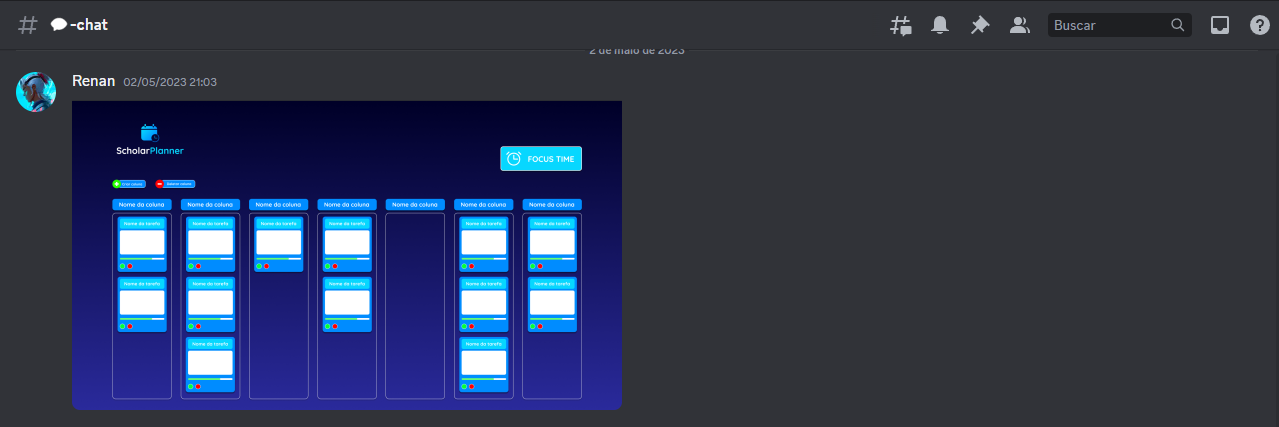 -chat
Buscar
2 de maio de 2023
Renan 02/05/2023 21:03
ScholarPlanner
FOCUS TIME
Criar coluna Deletar coluna
Nome da coluna Nome da coluna Nome da coluna Nome da coluna Nome da coluna Nome da coluna Nome da coluna
Nome da tarefa Nome da tarefa Nome da tarefa Nome da tarefa Nome da tarefa Nome da tarefa
Nome da tarefa Nome da tarefa Nome da tarefa Nome da tarefa Nome da tarefa
Nome da tarefa Nome da tarefa